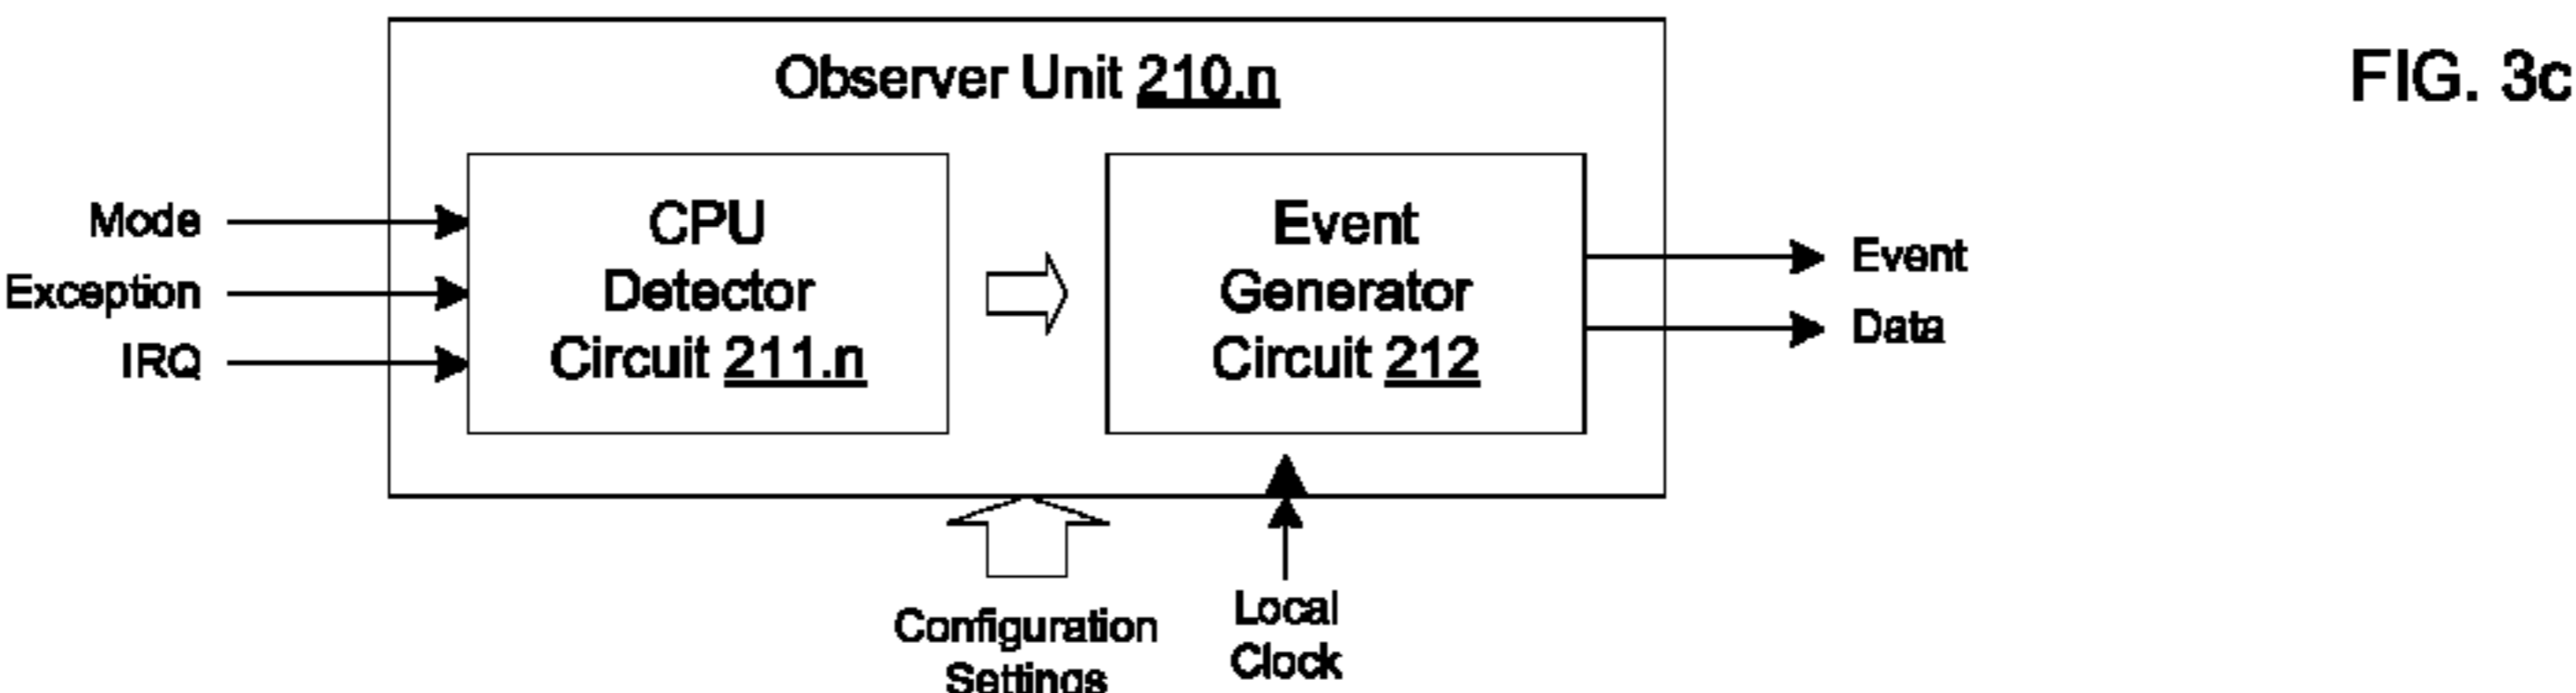 FIG. 3c
Observer Unit 210.n
Mode
Exception
IRQ
CPU
Detector
Circuit 211.n
Event
Generator
Circuit 212
Event
Data
Configuration
Settings
Local
Clock